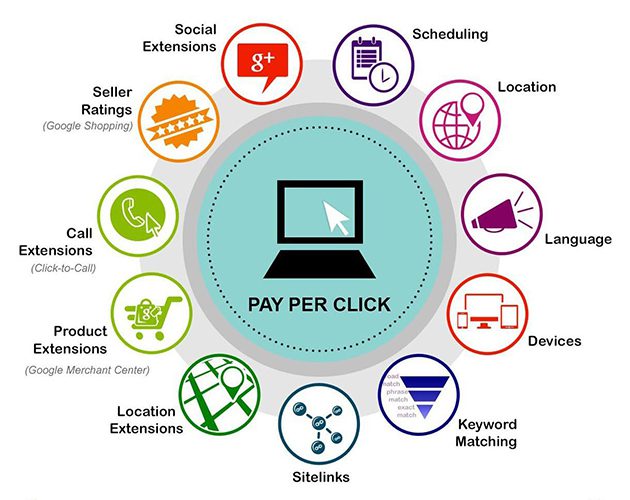 Social
Extensions
g+
Scheduling
Location
Language
Devices
Keyword
Matching
match
phrase
match
exact
match
Sitelinks
Location
Extensions
Product
Extensions
(Google Merchant Center)
g+
Call
Extensions
(Click-to-Call)
Seller
Ratings
(Google Shopping)
PAY PER CLICK